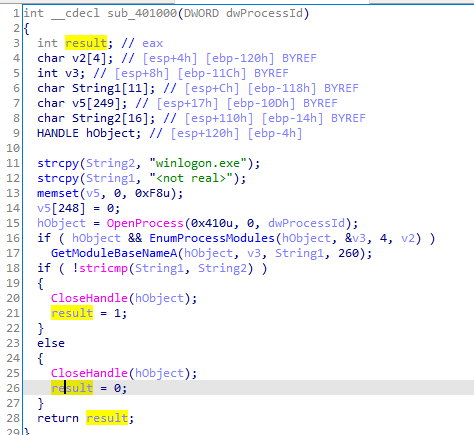 1 int __cdecl sub_401000(DWORD dwProcessId)
2 {
3 int result; // eax
4 char v2[4]; // [esp+4h] [ebp-120h] BYREF
5 int v3; // [esp+8h] [ebp-11Ch] BYREF
6 char String1[11]; // [esp+Ch] [ebp-118h] BYREF
7 char v5[249]; // [esp+17h] [ebp-10Dh] BYREF
8 char String2[16]; // [esp+110h] [ebp-14h] BYREF
9 HANDLE hObject; // [esp+120h] [ebp-4h]
10
11 strcpy(String2, "winlogon.exe");
12 strcpy(String1, "<not real>");
13 memset(v5, 0, 0xF8u);
14 v5[248] = 0;
15 hObject = OpenProcess(0x410u, 0, dwProcessId);
16 if ( hObject && EnumProcessModules(hObject, &v3, 4, v2) )
17 GetModuleBaseNameA(hObject, v3, String1, 260);
18 if ( !stricmp(String1, String2) )
19 {
20 CloseHandle(hObject);
21 result = 1;
22 }
23 else
24 {
25 CloseHandle(hObject);
26 result = 0;
27 }
28 return result;
29 }